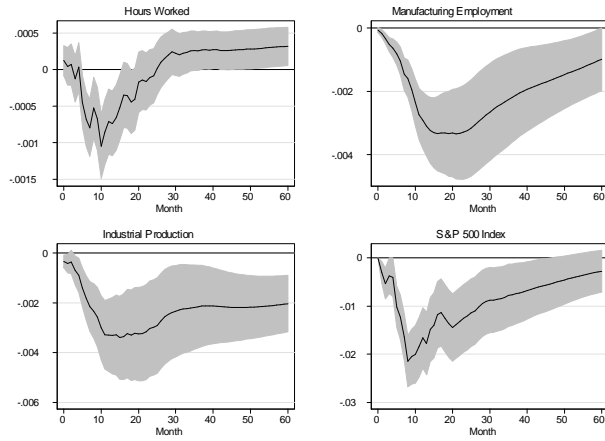 Hours Worked
.0005
0
-.0005
-.001
-.0015
0 10 20 30 40 50 60
Month
Manufacturing Employment
0
-.002
-.004
0 10 20 30 40 50 60
Month
Industrial Production
0
-.002
-.004
-.006
0 10 20 30 40 50 60
Month
S&P 500 Index
0
-.01
-.02
-.03
0 10 20 30 40 50 60
Month